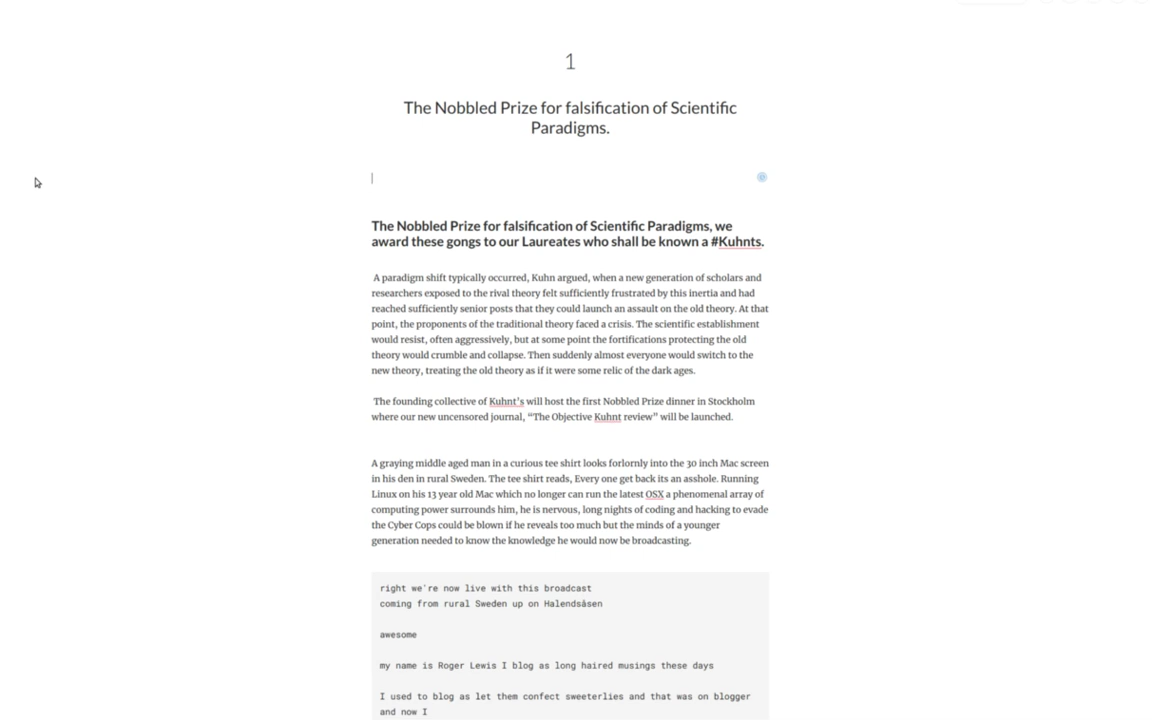 1
The Nobbled Prize for falsification of Scientific
Paradigms.
The Nobbled Prize for falsification of Scientific Paradigms, we
award these gongs to our Laureates who shall be known a #Kuhnts.
A paradigm shift typically occurred, Kuhn argued, when a new generation of scholars and
researchers exposed to the rival theory felt sufficiently frustrated by this inertia and had
reached sufficiently senior posts that they could launch an assault on the old theory. At that
point, the proponents of the traditional theory faced a crisis. The scientific establishment
would resist, often aggressively, but at some point the fortifications protecting the old
theory would crumble and collapse. Then suddenly almost everyone would switch to the
new theory, treating the old theory as if it were some relic of the dark ages.
The founding collective of Kuhnt's will host the first Nobbled Prize dinner in Stockholm
where our new uncensored journal, “The Objective Kuhnt review” will be launched.
A graying middle aged man in a curious tee shirt looks forlornly into the 30 inch Mac screen
in his den in rural Sweden. The tee shirt reads, Every one get back its an asshole. Running
Linux on his 13 year old Mac which no longer can run the latest OSX a phenomenal array of
computing power surrounds him, he is nervous, long nights of coding and hacking to evade
the Cyber Cops could be blown if he reveals too much but the minds of a younger
generation needed to know the knowledge he would now be broadcasting.
right we're now live with this broadcast
coming from rural Sweden up on Halendsåsen
awesome
my name is Roger Lewis I blog as long haired musings these days
I used to blog as let them confect sweeterlies and that was on blogger
and now I